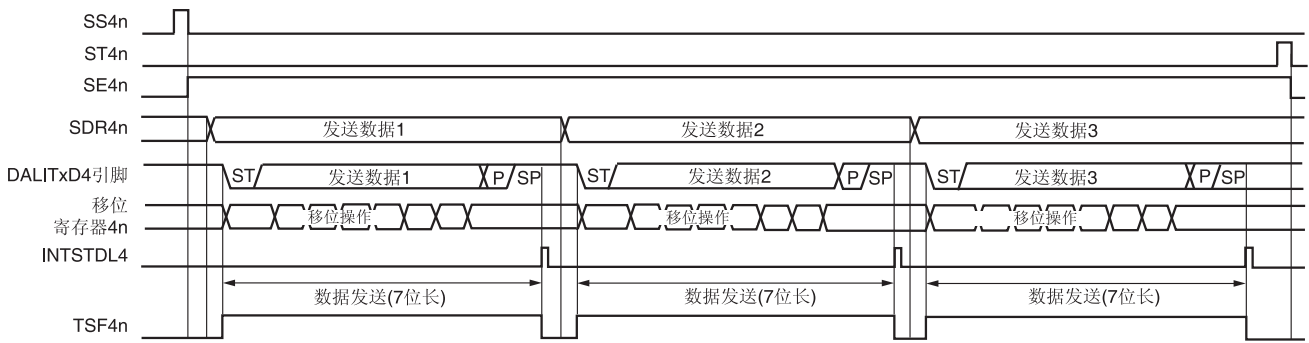 SS4n
ST4n
SE4n
SDR4n 发送数据1 发送数据2 发送数据3
DALITxD4引脚 ST 发送数据1 P SP ST 发送数据2 P SP ST 发送数据3 P SP
移位
寄存器4n 移位操作 移位操作 移位操作
INTSTDL4
数据发送(7位长) 数据发送(7位长) 数据发送(7位长)
TSF4n